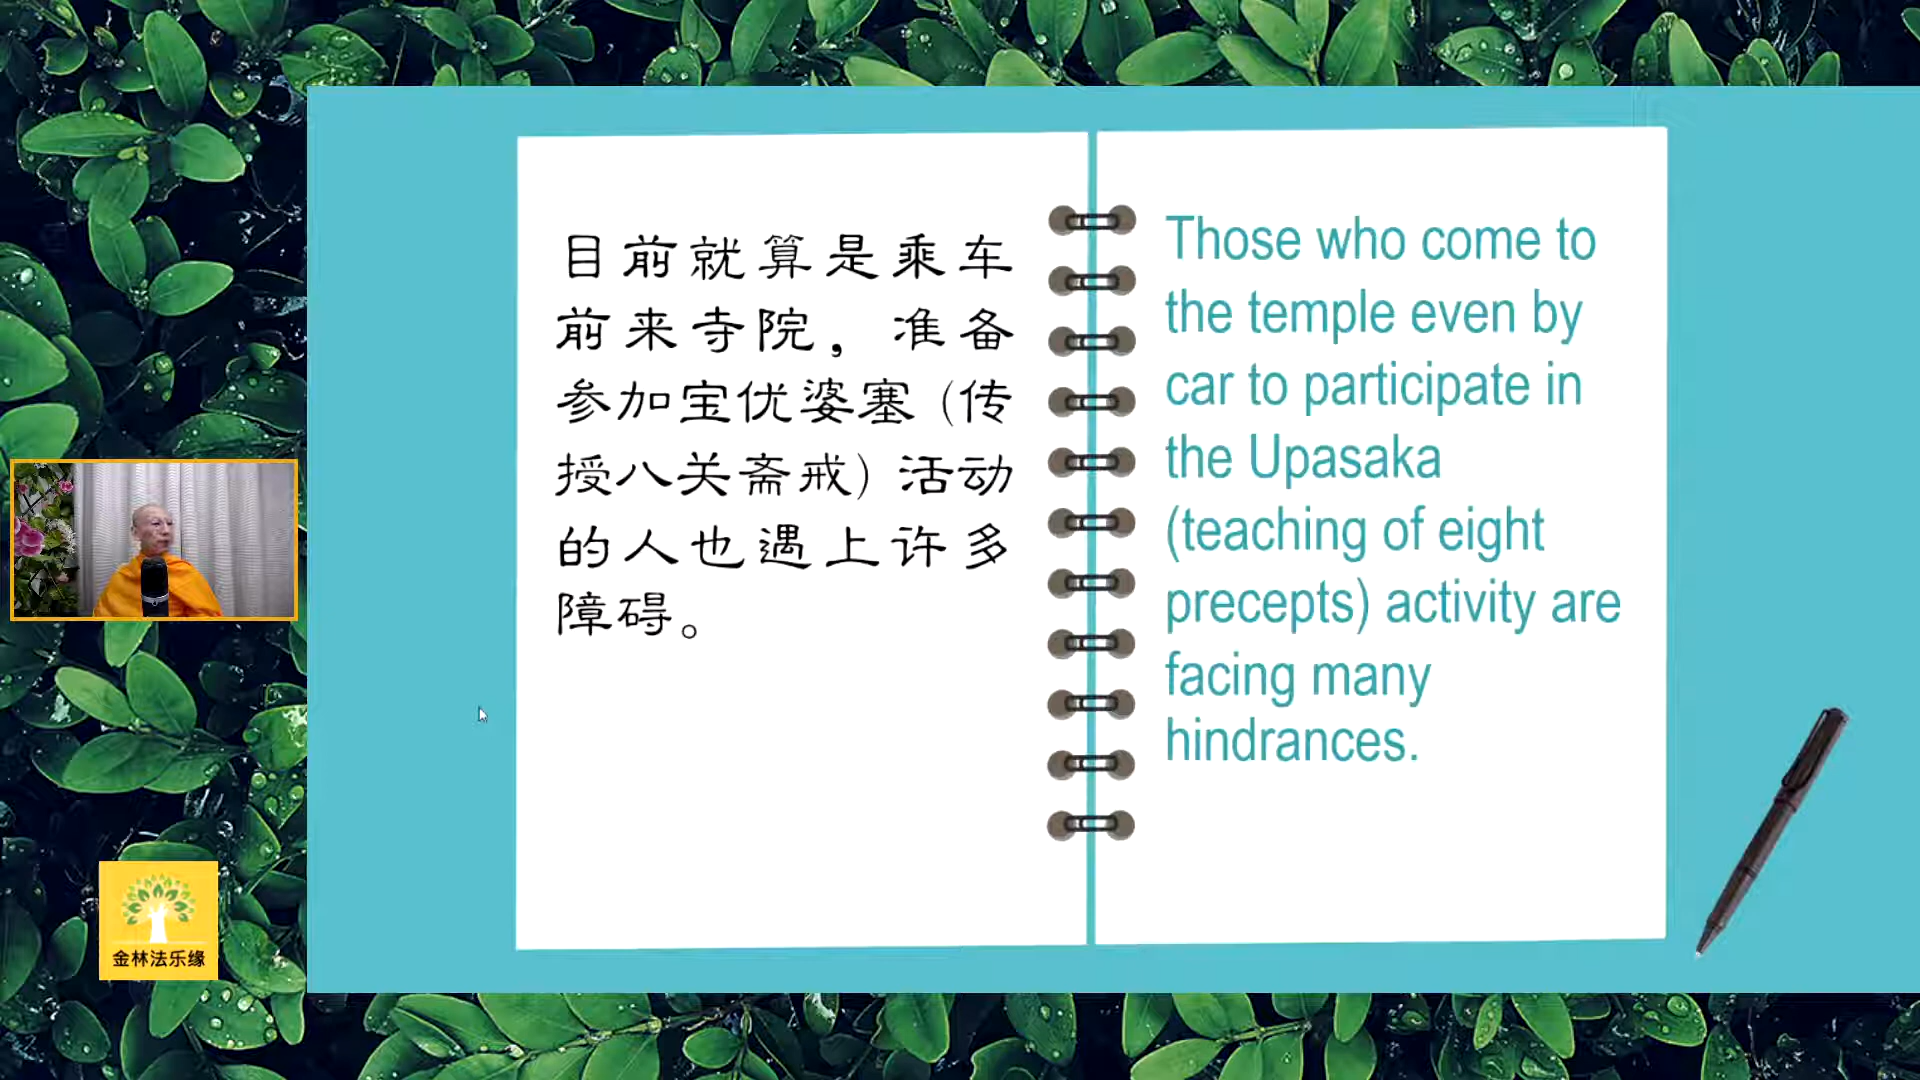 目前就算是乘车
前来寺院，准备
参加宝优婆塞（传
授八关斋戒）活动
的人也遇上许多
障碍。
Those who come to
the temple even by
car to participate in
the Upasaka
(teaching of eight
precepts) activity are
facing many
hindrances.
金林法乐缘